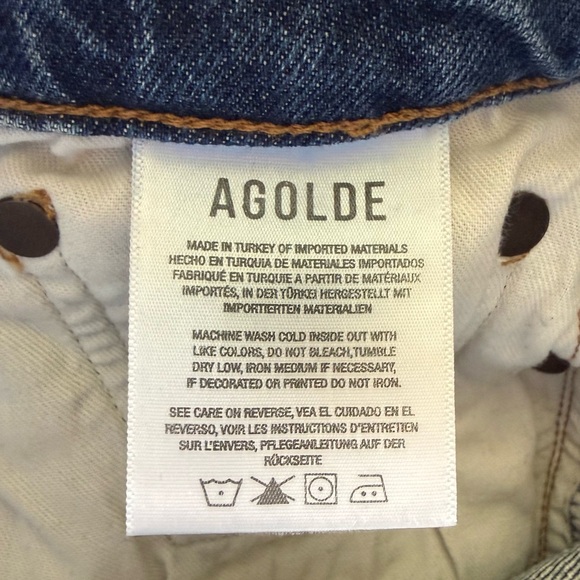 AGOLDE
MADE IN TURKEY OF IMPORTED MATERIALS
HECHO EN TURQUIA DE MATERIALES IMPORTADOS
FABRIQUÉ EN TURQUIE A PARTIR DE MATÉRIAUX
IMPORTÉS, IN DER TÜRKEI HERGESTELLT MIT
IMPORTIERTEN MATERIALIEN
MACHINE WASH COLD INSIDE OUT WITH
LIKE COLORS, DO NOT BLEACH,TUMBLE
DRY LOW, IRON MEDIUM IF NECESSARY,
IF DECORATED OR PRINTED DO NOT IRON.
SEE CARE ON REVERSE, VEA EL CUIDADO EN EL
REVERSO, VOIR LES INSTRUCTIONS D'ENTRETIEN
SUR L'ENVERS, PFLEGEANLEITUNG AUF DER
RÜCKSEITE